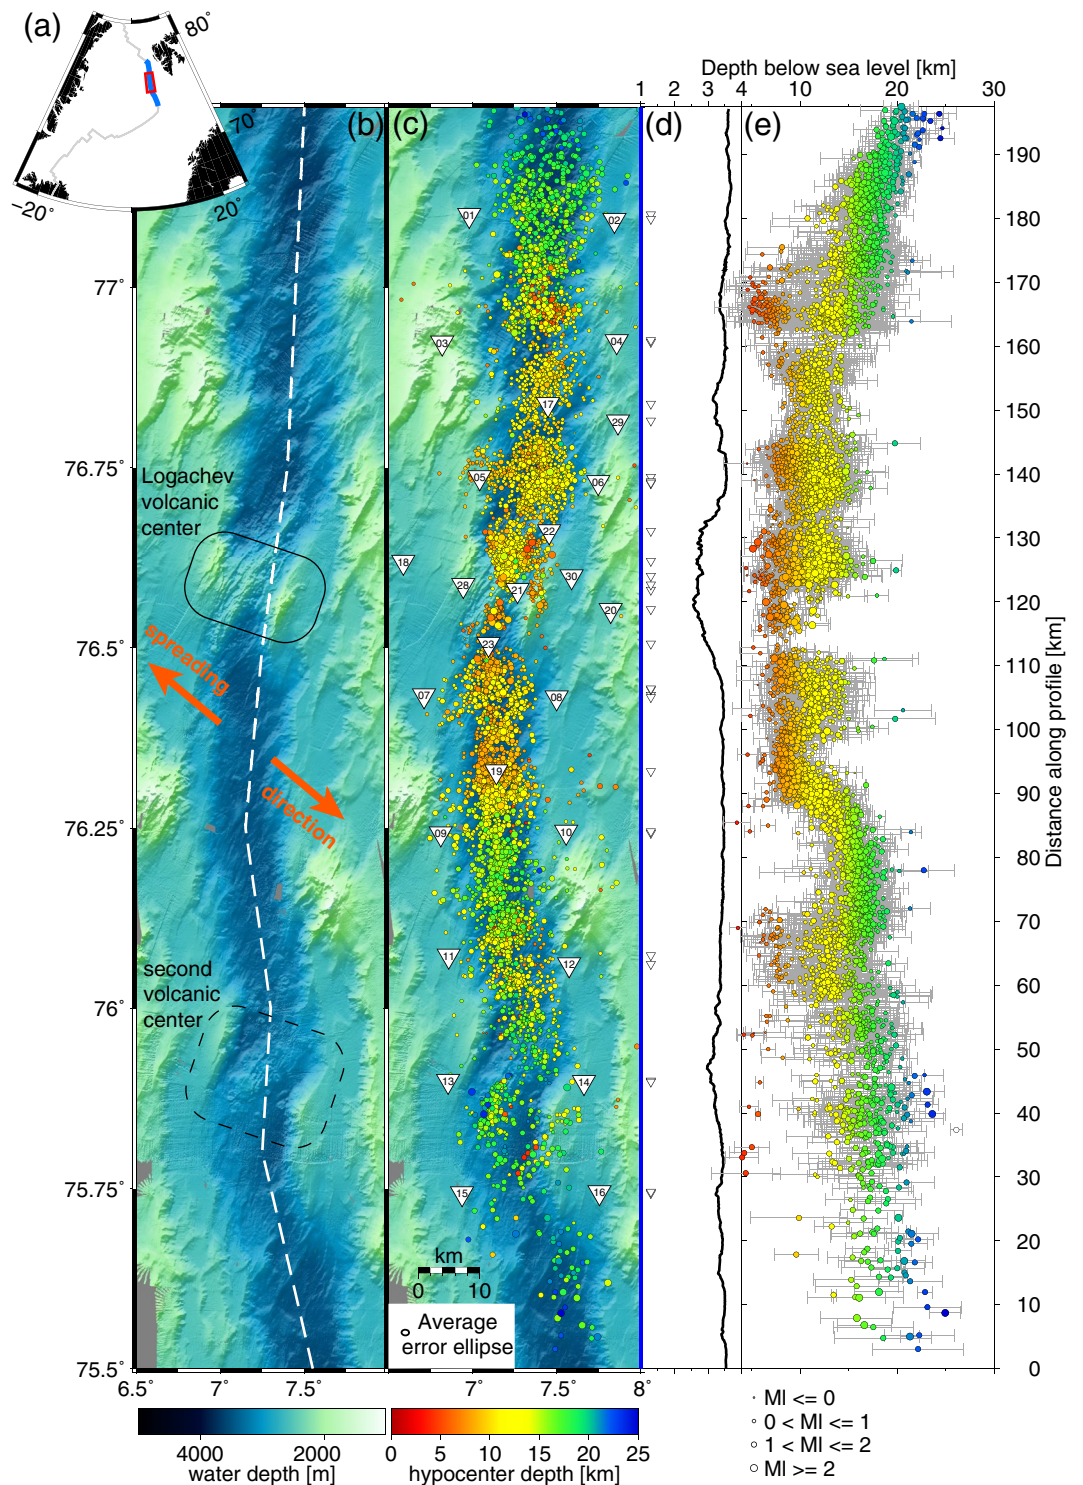 (a)
80˚
70˚
−20˚
20˚
Depth below sea level [km]
1 2 3 4 10 20 30
(b)
(c)
(d)
(e)
77˚
76.75˚
76.5˚
76.25˚
76˚
75.75˚
75.5˚
6.5˚ 7˚ 7.5˚
7˚ 7.5˚ 8˚
Logachev
volcanic
center
spreading
direction
second
volcanic
center
01
02
03
04
17
29
05
06
22
18
28
21
30
20
23
07
08
19
09
10
11
12
13
14
15
16
km
0 10
Average
error ellipse
190
180
170
160
150
140
130
120
110
100
90
80
70
60
50
40
30
20
10
0
Distance along profile [km]
4000 2000
water depth [m]
0 5 10 15 20 25
hypocenter depth [km]
Ml <= 0
0 < Ml <= 1
1 < Ml <= 2
Ml >= 2